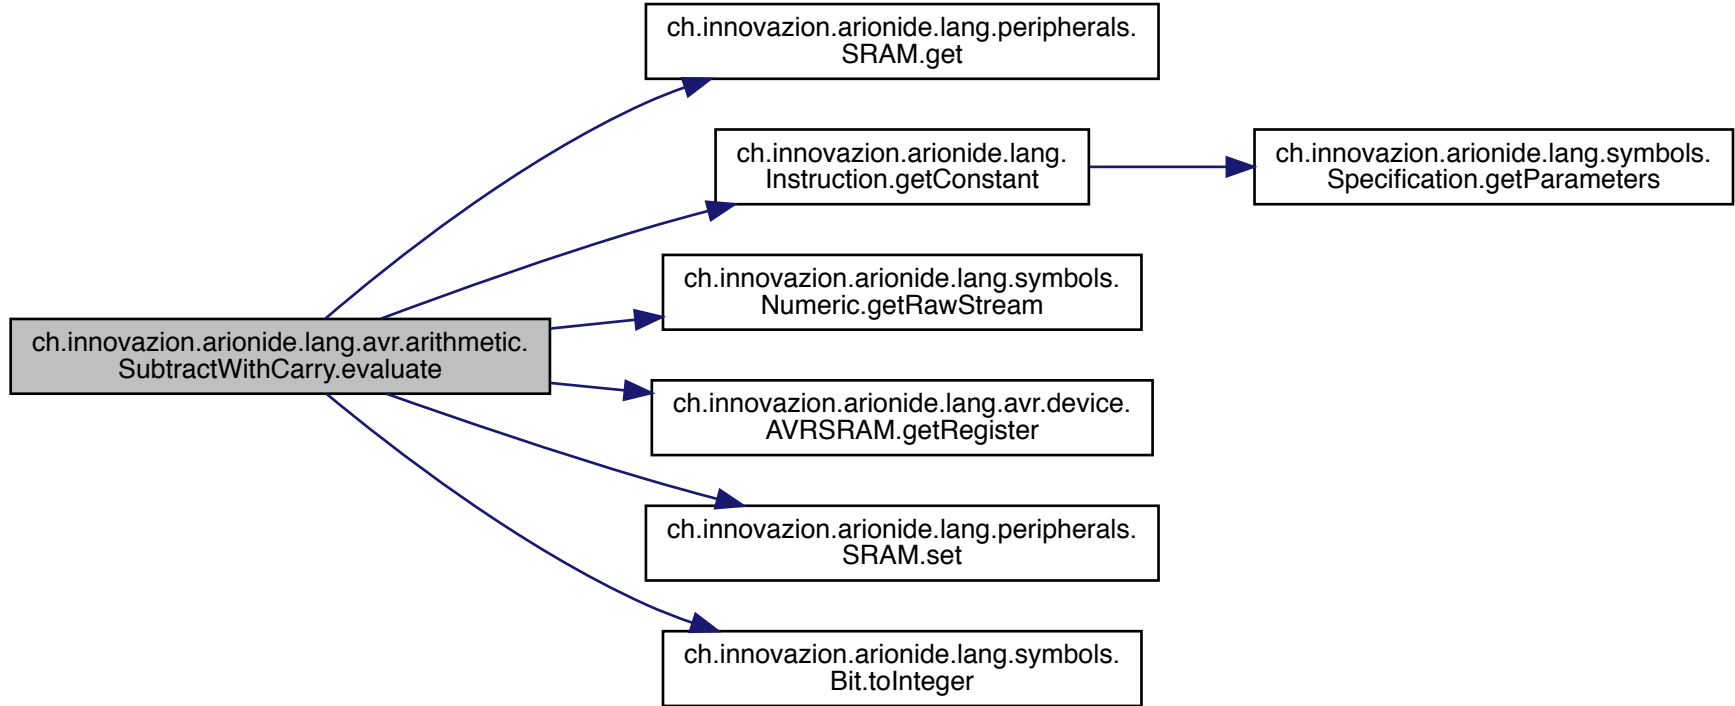 ch.innovazion.arionide.lang.peripherals.
SRAM.get
ch.innovazion.arionide.lang.
Instruction.getConstant
ch.innovazion.arionide.lang.symbols.
Specification.getParameters
ch.innovazion.arionide.lang.symbols.
Numeric.getRawStream
ch.innovazion.arionide.lang.avr.arithmetic.
SubtractWithCarry.evaluate
ch.innovazion.arionide.lang.avr.device.
AVRSRAM.getRegister
ch.innovazion.arionide.lang.peripherals.
SRAM.set
ch.innovazion.arionide.lang.symbols.
Bit.toInteger